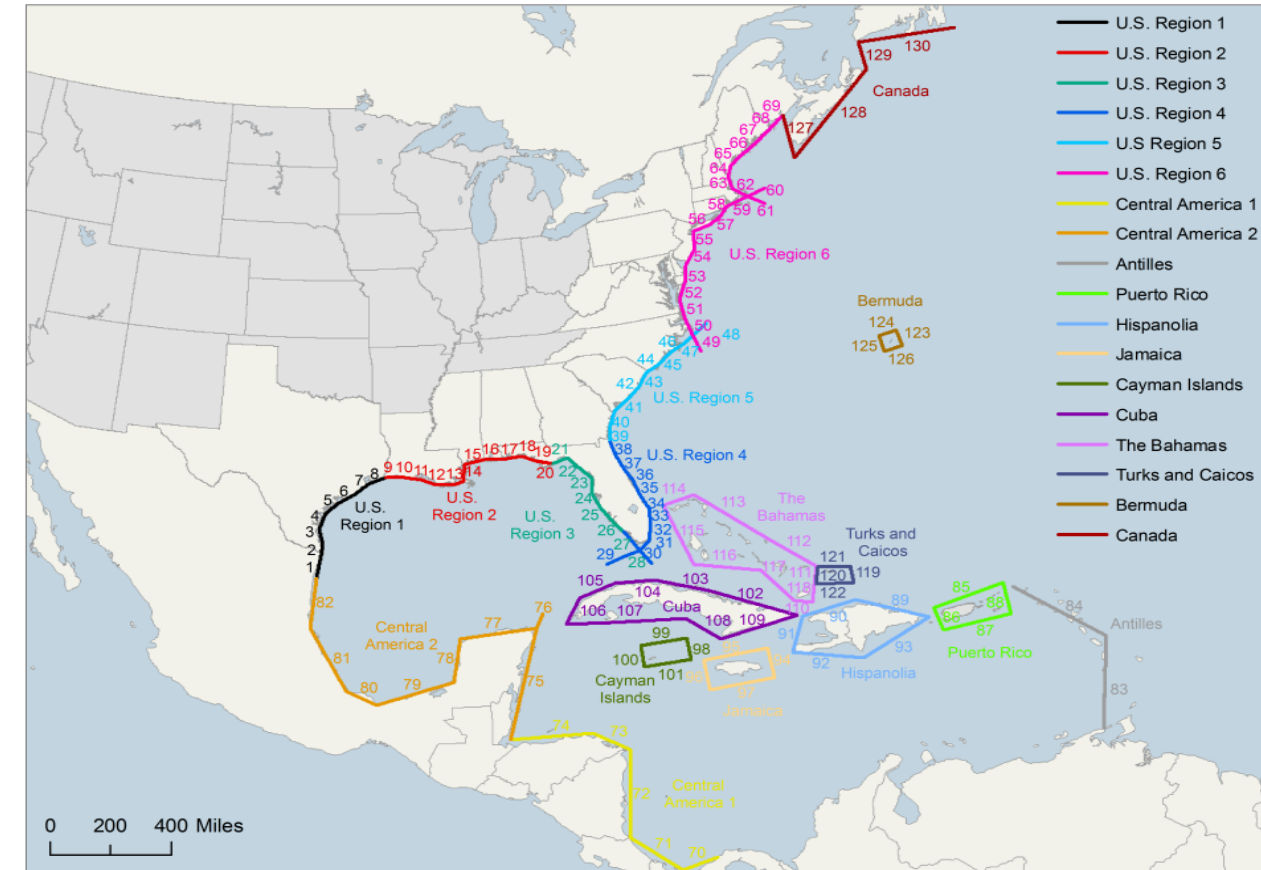 U.S. Region 1
U.S. Region 2
U.S. Region 3
U.S. Region 4
U.S Region 5
U.S. Region 6
Central America 1
Central America 2
Antilles
Puerto Rico
Hispanolia
Jamaica
Cayman Islands
Cuba
The Bahamas
Turks and Caicos
Bermuda
Canada
130
129
Canada
128
127
69
68
67
66
65
64
63
62
60
61
59
58
57
56
55
54
53
52
51
50
49
U.S. Region 6
Bermuda
124
123
125
126
48
47
46
45
44
43
42
41
40
39
U.S. Region 5
38
37
36
35
34
33
32
31
30
29
28
27
U.S. Region 4
26
25
24
23
22
21
U.S.
Region 3
20
19
18
17
16
15
14
13
12
11
10
9
U.S.
Region 2
8
7
6
5
4
3
2
1
U.S.
Region 1
114
113
The
Bahamas
115
112
116
117
111
118
110
Turks and
Caicos
121
120
119
122
105
104
103
102
Cuba
106
107
108
109
90
89
91
92
93
Hispanolia
85
86
88
87
Puerto Rico
84
Antilles
83
99
98
100
101
Cayman
Islands
94
97
Jamaica
82
81
80
79
78
77
76
75
Central
America 2
74
73
72
71
70
Central
America 1
0 200 400 Miles